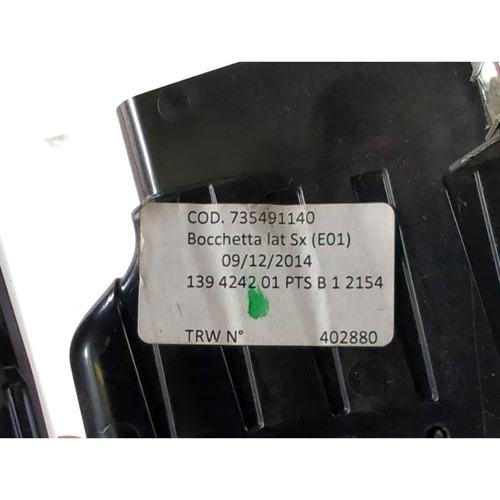 COD. 735491140
Bocchetta lat Sx (E01)
09/12/2014
139 4242 01 PTS B 1 2154
TRW N° 402880